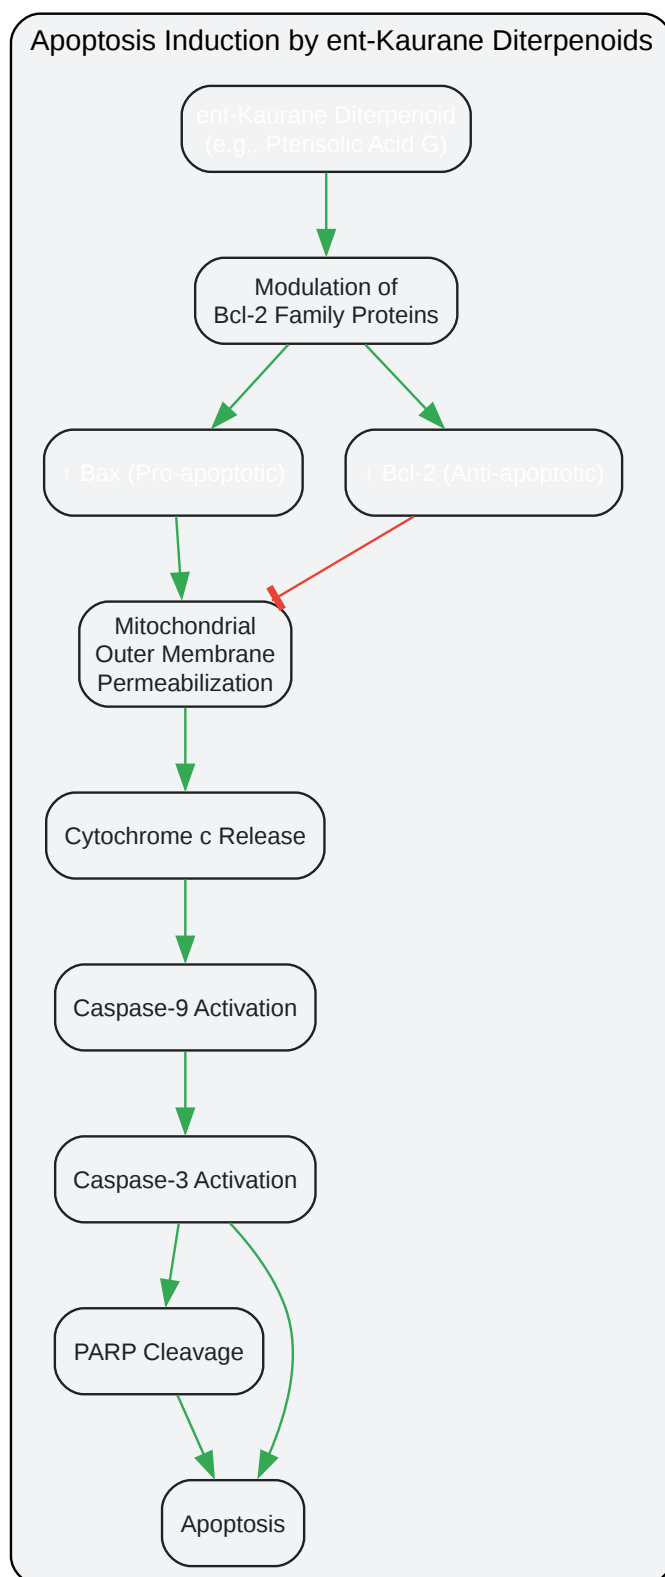 Apoptosis Induction by ent-Kaurane Diterpenoids
ent-Kaurane Diterpenoid
(e.g., Pterisolic Acid G)
Modulation of
Bcl-2 Family Proteins
↑ Bax (Pro-apoptotic)
↓ Bcl-2 (Anti-apoptotic)
Mitochondrial
Outer Membrane
Permeabilization
Cytochrome c Release
Caspase-9 Activation
Caspase-3 Activation
PARP Cleavage
Apoptosis